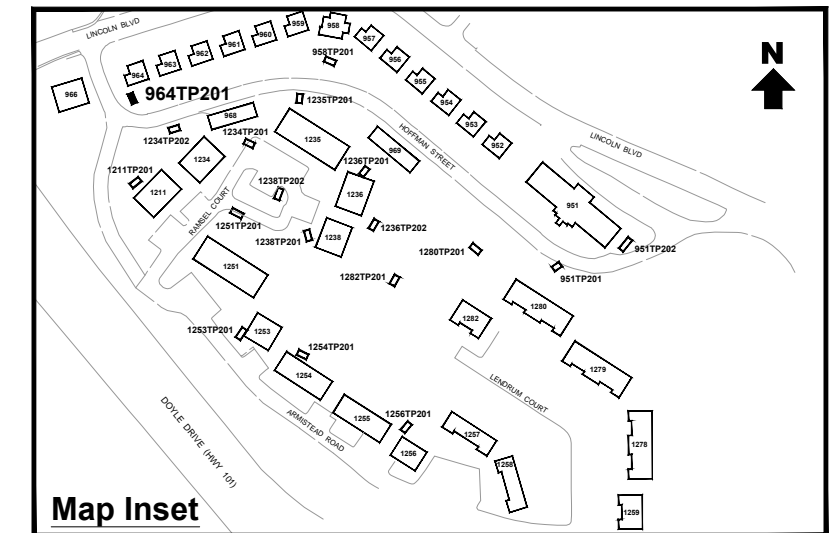 LINCOLN BLVD
959
958
960
961
962
963
964
957
956
955
954
953
952
958TP201
966
964TP201
1235TP201
968
1234TP201
1234TP202
1235
969
HOFFMAN STREET
LINCOLN BLVD
1234
1211TP201
1211
1236TP201
1236
1238TP202
RAMSEL COURT
1251TP201
1238TP201
1238
1236TP202
951
951TP202
951TP201
1280TP201
1282TP201
1251
1280
1282
1253TP201
1253
1254TP201
1254
1279
LENDRUM COURT
DOYLE DRIVE (HWY 101)
ARMISTEAD ROAD
1255
1256TP201
1256
1257
1258
1278
1259
N
Map Inset